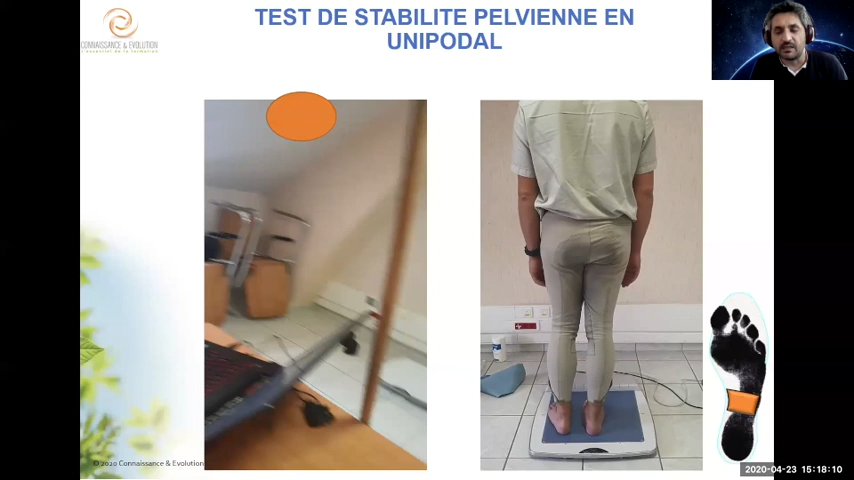 TEST DE STABILITE PELVIENNE EN
UNIPODAL
CONNAISSANCE & EVOLUTION
© 2020 Connaissance & Evolution
2020-04-23 15:18:10